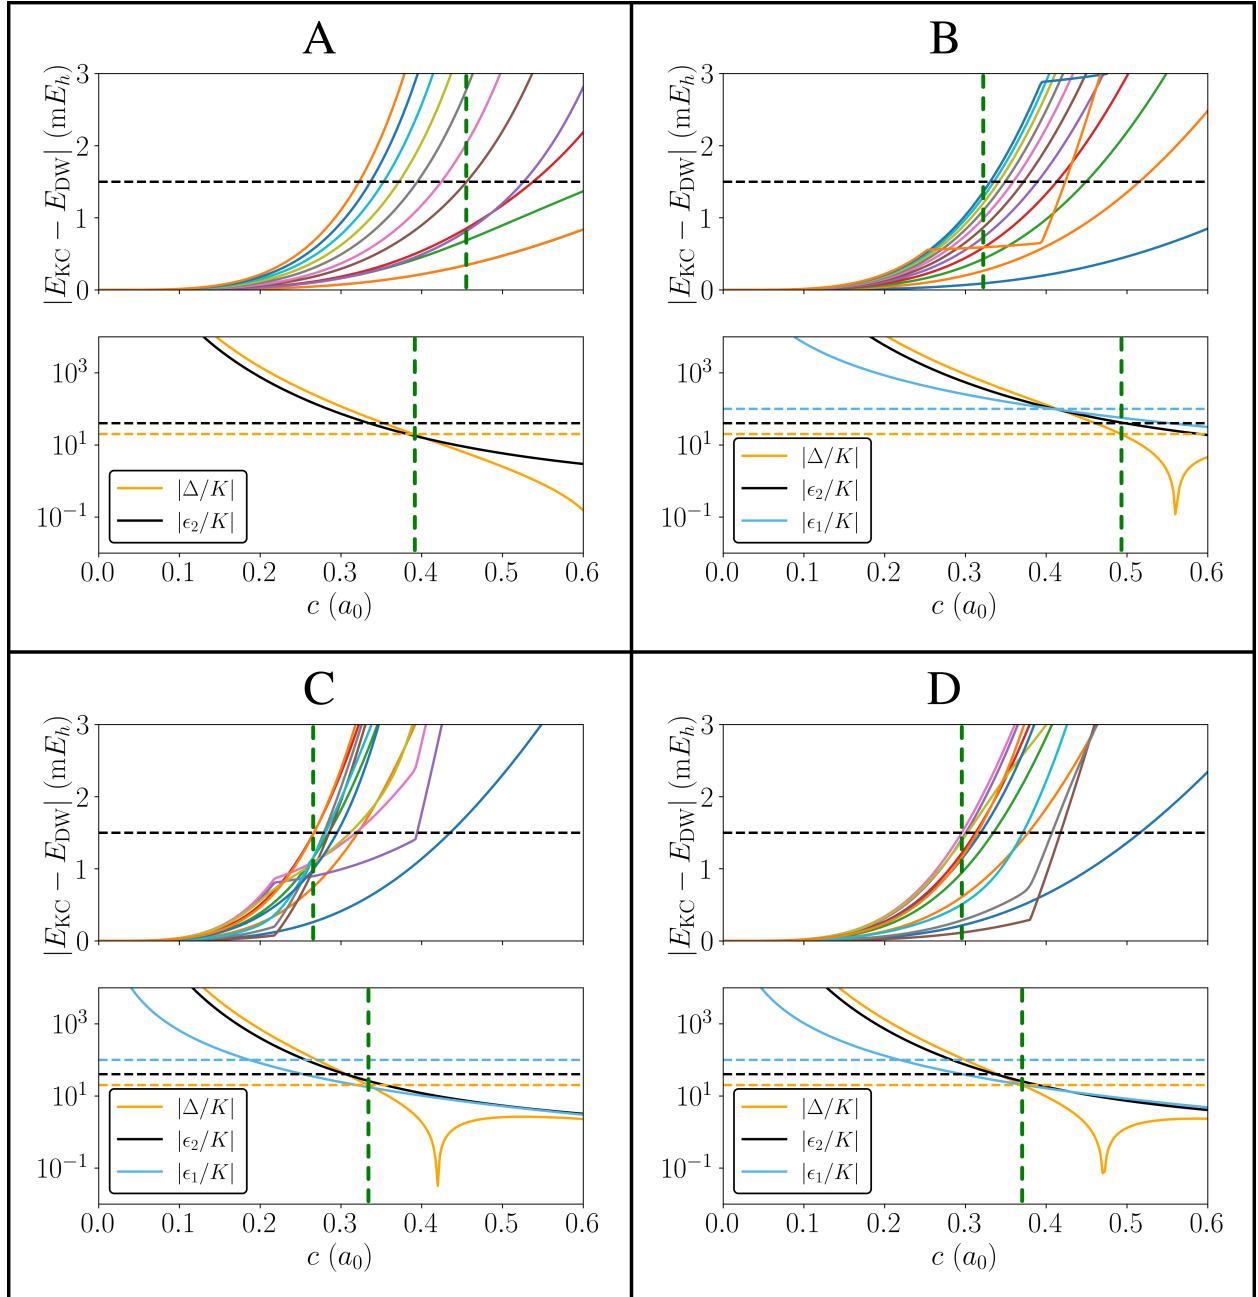 A
|E_KC − E_DW| (mE_h)
3
2
1
0
10^3
10^1
10^−1
|Δ/K|
|ϵ_2/K|
0.0 0.1 0.2 0.3 0.4 0.5 0.6
c (a_0)
B
|E_KC − E_DW| (mE_h)
3
2
1
0
10^3
10^1
10^−1
|Δ/K|
|ϵ_2/K|
|ϵ_1/K|
0.0 0.1 0.2 0.3 0.4 0.5 0.6
c (a_0)
C
|E_KC − E_DW| (mE_h)
3
2
1
0
10^3
10^1
10^−1
|Δ/K|
|ϵ_2/K|
|ϵ_1/K|
0.0 0.1 0.2 0.3 0.4 0.5 0.6
c (a_0)
D
|E_KC − E_DW| (mE_h)
3
2
1
0
10^3
10^1
10^−1
|Δ/K|
|ϵ_2/K|
|ϵ_1/K|
0.0 0.1 0.2 0.3 0.4 0.5 0.6
c (a_0)